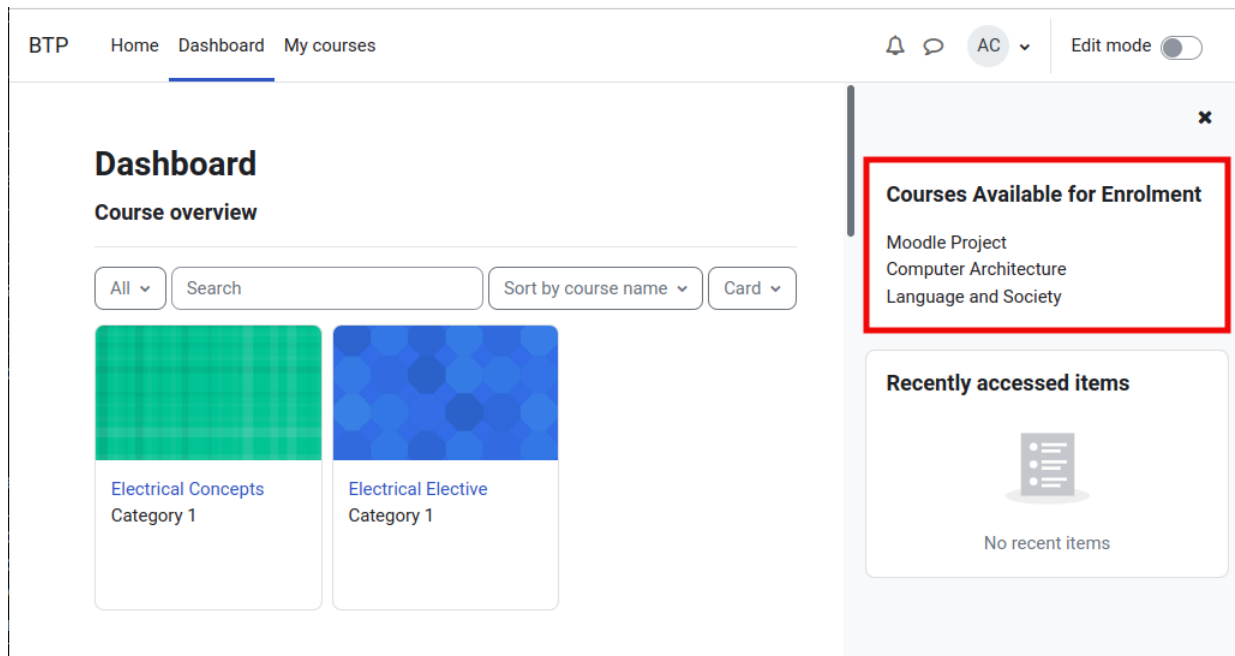 BTP Home Dashboard My courses AC Edit mode
Dashboard
Course overview
All Search Sort by course name Card
Electrical Concepts
Category 1
Electrical Elective
Category 1
Courses Available for Enrolment
Moodle Project
Computer Architecture
Language and Society
Recently accessed items
No recent items